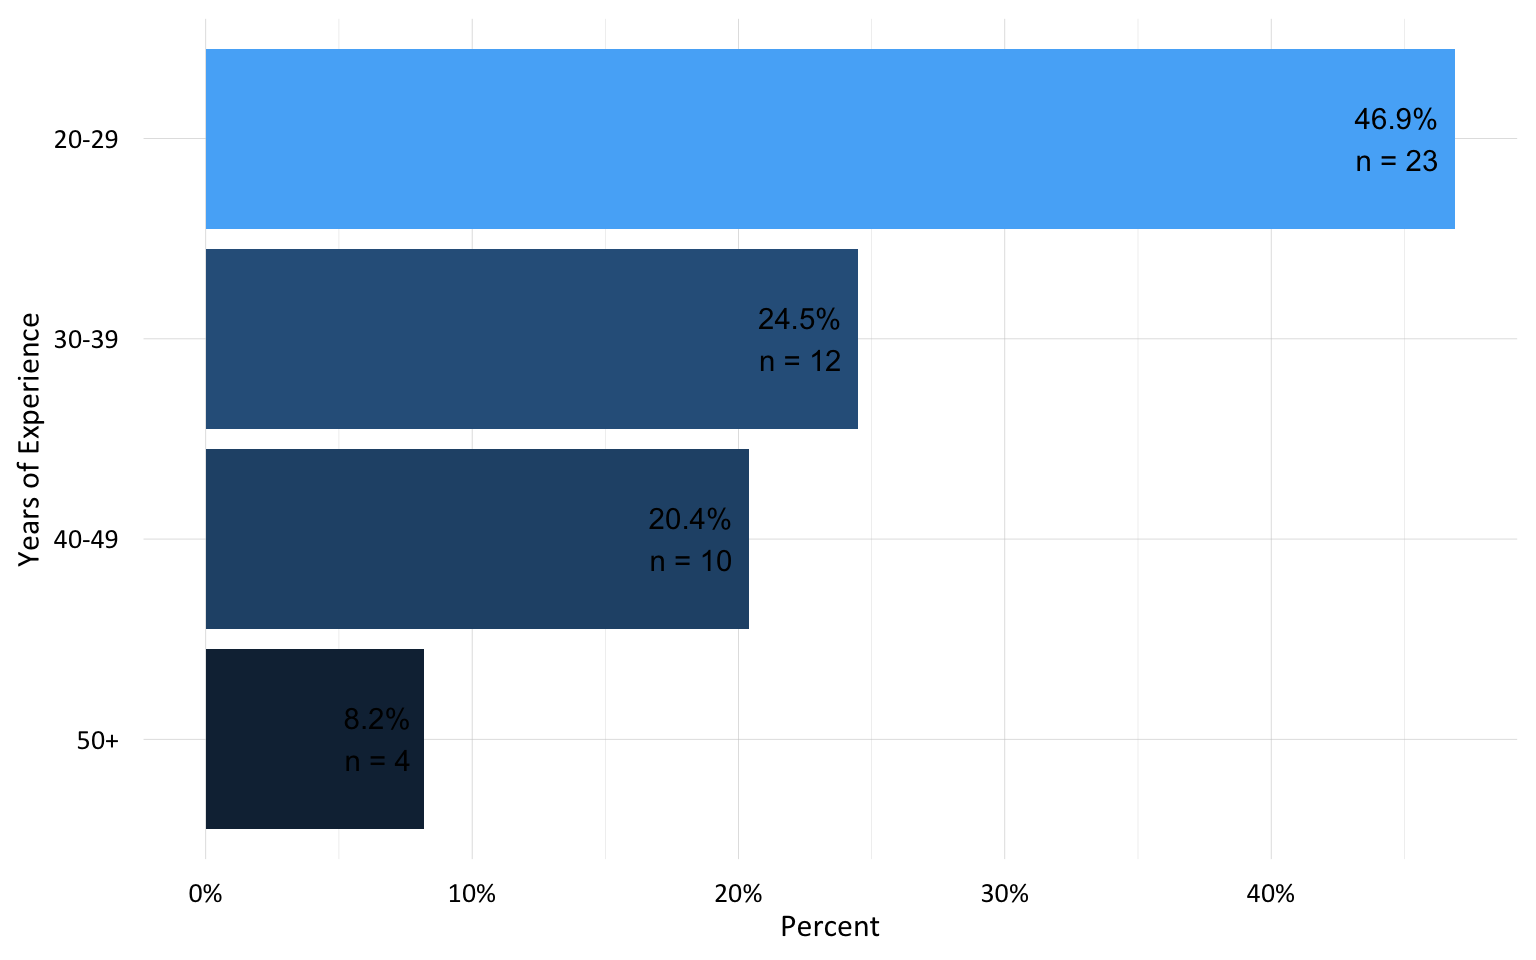 46.9%
n = 23
20-29
24.5%
n = 12
30-39
20.4%
n = 10
40-49
8.2%
n = 4
50+
Years of Experience
0% 10% 20% 30% 40%
Percent